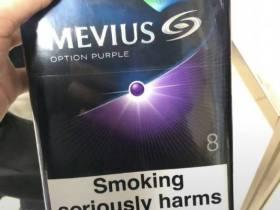 MEVIUS
OPTION PURPLE
8
Smoking
seriously harms